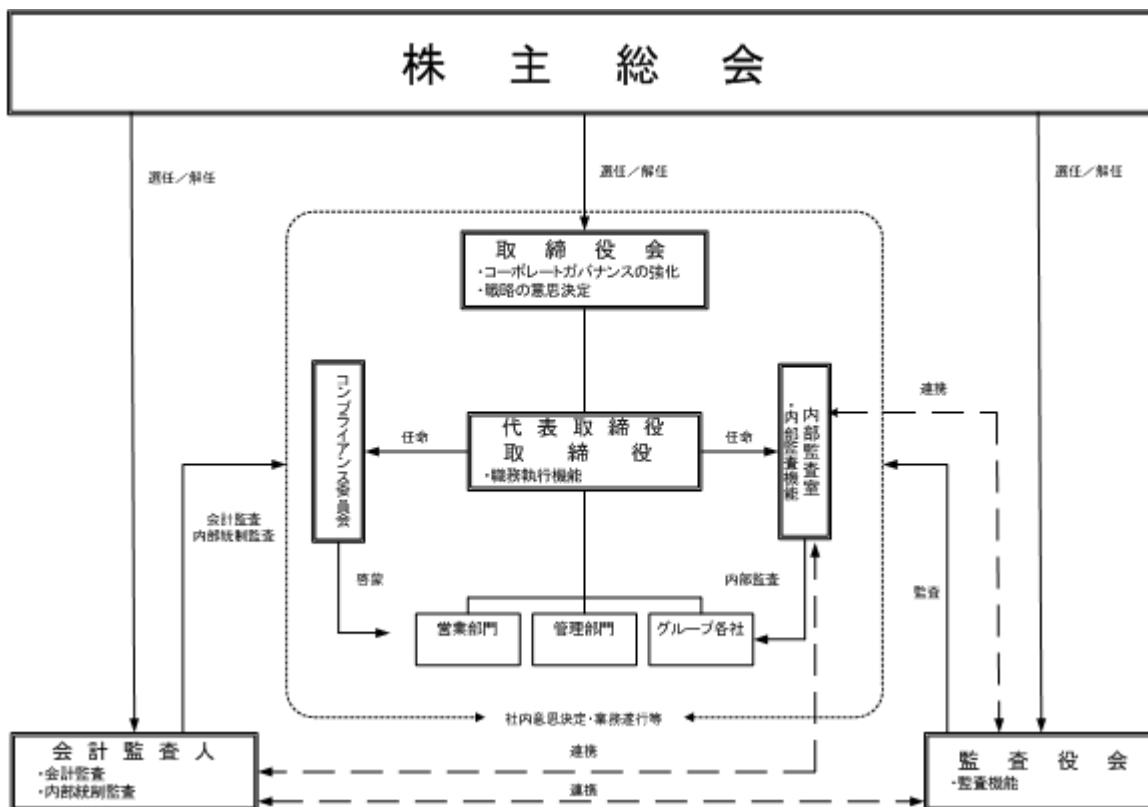 株主総会
選任／解任
選任／解任
選任／解任
取締役会
・コーポレートガバナンスの強化
・戦略の意思決定
コンプライアンス委員会
任命
代表取締役
取締役
・職務執行機能
任命
内部監査室
・内部監査機能
連携
会計監査
内部統制監査
啓蒙
内部監査
監査
営業部門
管理部門
グループ各社
社内意思決定・業務遂行等
会計監査人
・会計監査
・内部統制監査
連携
連携
監査役会
・監査機能